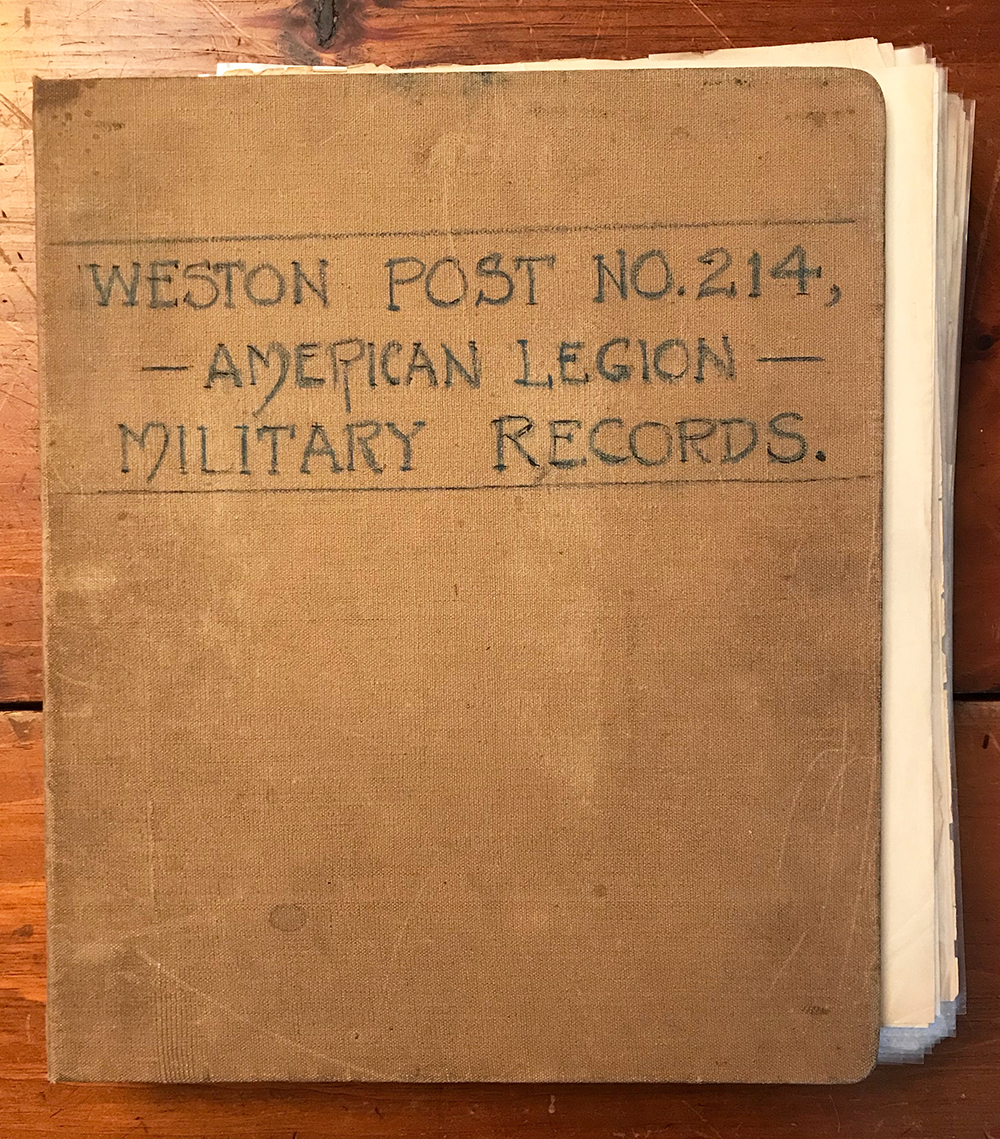 WESTON POST NO. 214,
— AMERICAN LEGION —
MILITARY RECORDS.